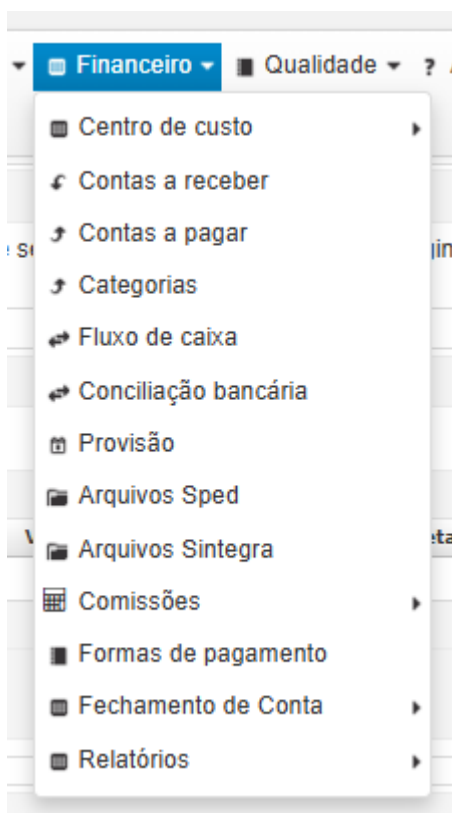 Financeiro Qualidade ?
Centro de custo
Contas a receber
Contas a pagar
Categorias
Fluxo de caixa
Conciliação bancária
Provisão
Arquivos Sped
Arquivos Sintegra
Comissões
Formas de pagamento
Fechamento de Conta
Relatórios